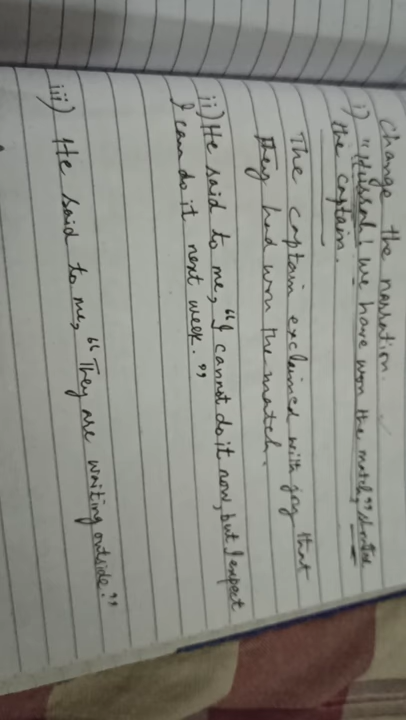 Change the narration.
i) "Hurrah! we have won the match," shouted
the captain.
The captain exclaimed with joy that
they had won the match.
ii) He said to me, "I cannot do it now, but I expect
I can do it next week."
iii) He said to me, "They are waiting outside."